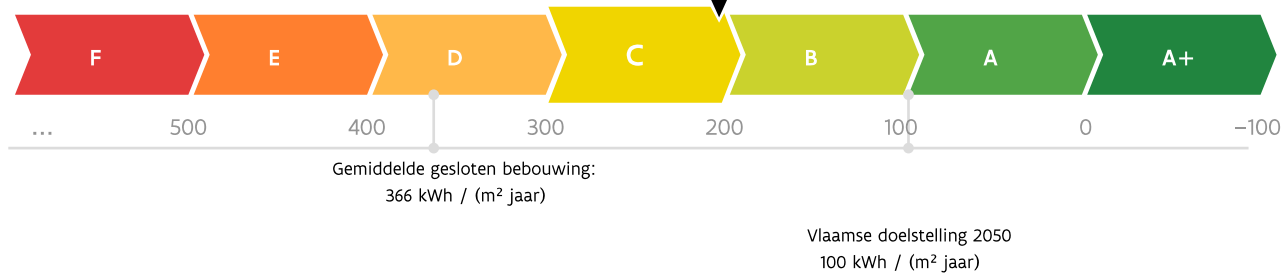 F E D C B A A+
... 500 400 300 200 100 0 −100
Gemiddelde gesloten bebouwing:
366 kWh / (m² jaar)
Vlaamse doelstelling 2050
100 kWh / (m² jaar)